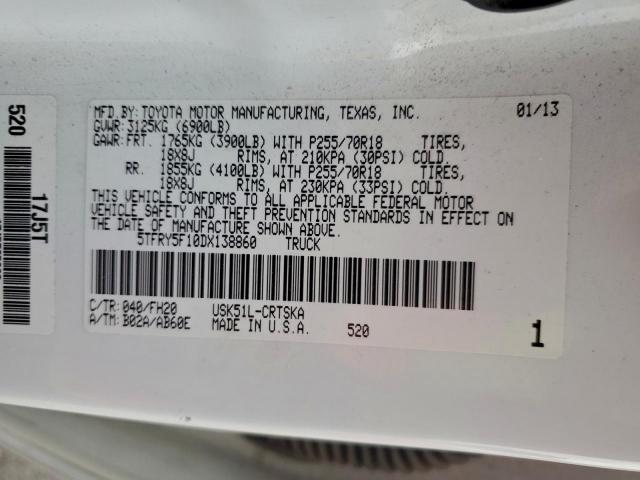 MFD.BY:TOYOTA MOTOR MANUFACTURING, TEXAS, INC. 01/13
GVWR:3125KG (6900LB)
GAWR:FRT. 1765KG (3900LB) WITH P255/70R18 TIRES,
18X8J RIMS, AT 210KPA (30PSI) COLD.
RR. 1855KG (4100LB) WITH P255/70R18 TIRES,
18X8J RIMS, AT 230KPA (33PSI) COLD.
THIS VEHICLE CONFORMS TO ALL APPLICABLE FEDERAL MOTOR
VEHICLE SAFETY AND THEFT PREVENTION STANDARDS IN EFFECT ON
THE DATE OF MANUFACTURE SHOWN ABOVE.
5TFRY5F10DX138860 TRUCK
C/TR:040/FH20 USK51L-CRTSKA
A/TM:B02A/AB60E MADE IN U.S.A. 520 1
520
17J5T